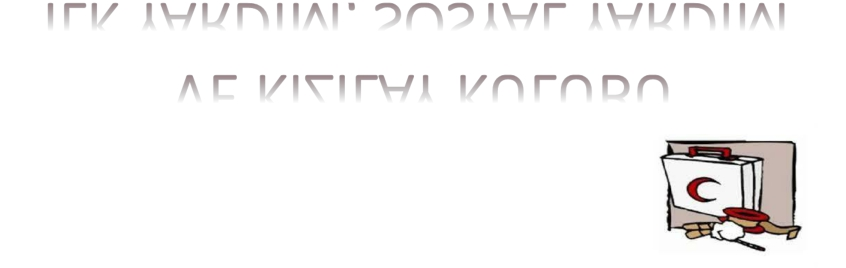 İLK YARDIM, SOSYAL YARDIM
VE KIZILAY KULÜBÜ